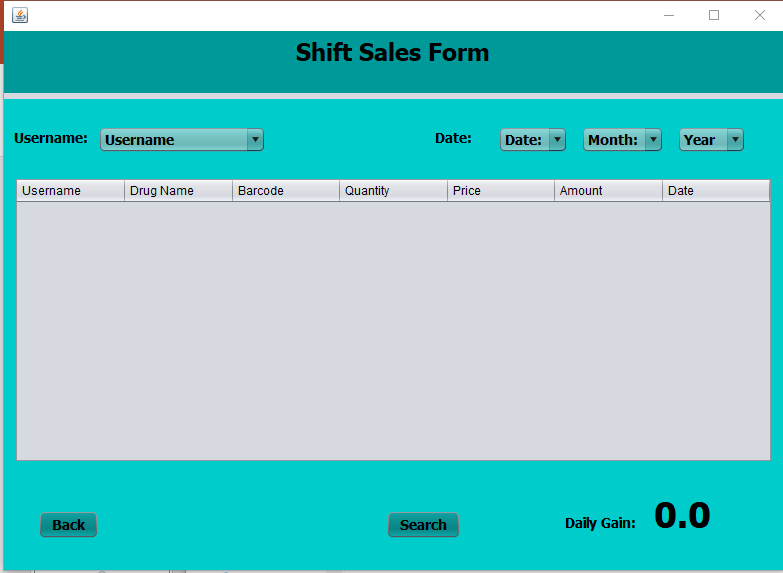 Shift Sales Form
Username: Username Date: Date: Month: Year
Username Drug Name Barcode Quantity Price Amount Date
Back Search Daily Gain: 0.0